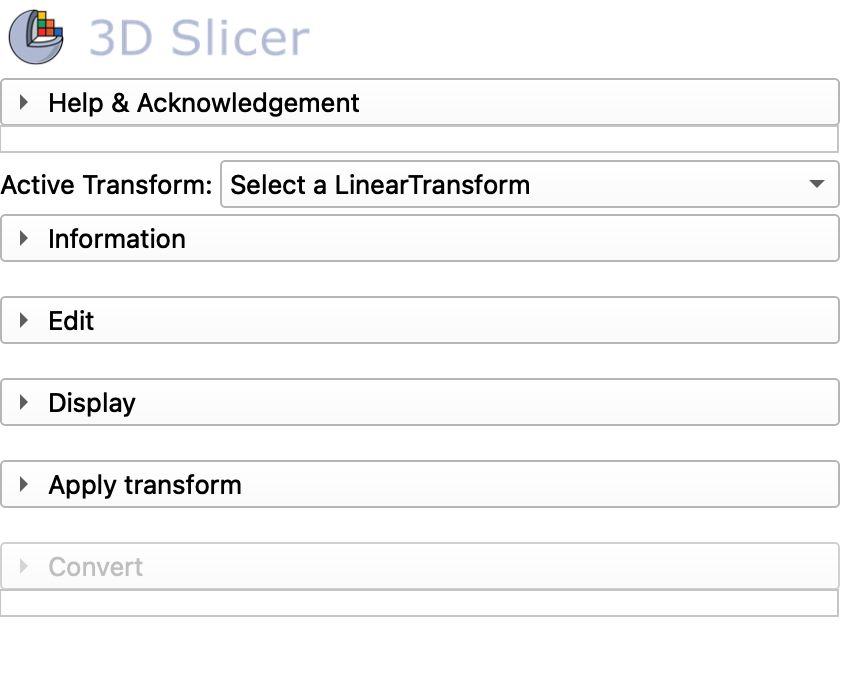 3D Slicer
Help & Acknowledgement
Active Transform: Select a LinearTransform
Information
Edit
Display
Apply transform
Convert